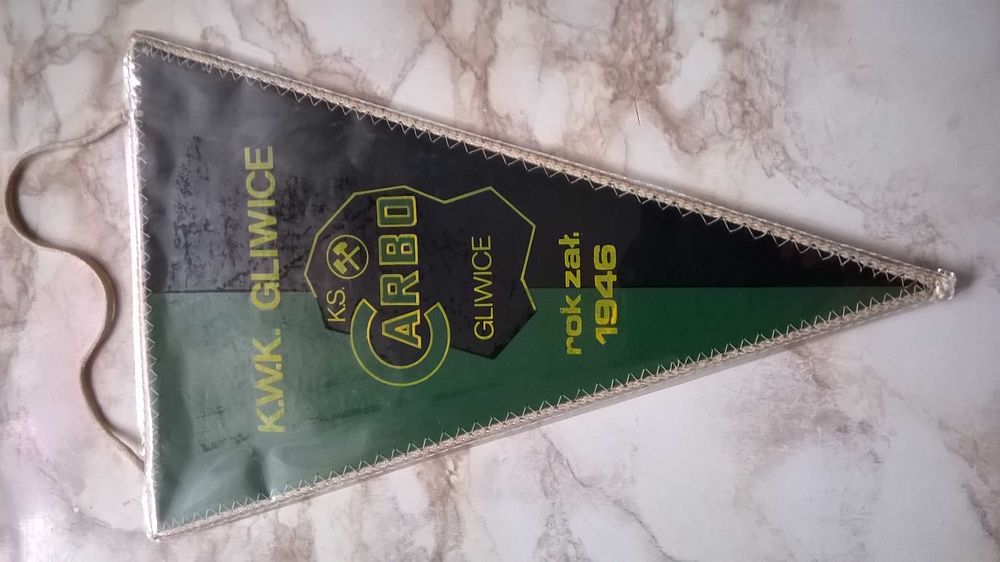 K.W.K. GLIWICE
K.S.
CARBO
GLIWICE
rok zał.
1946